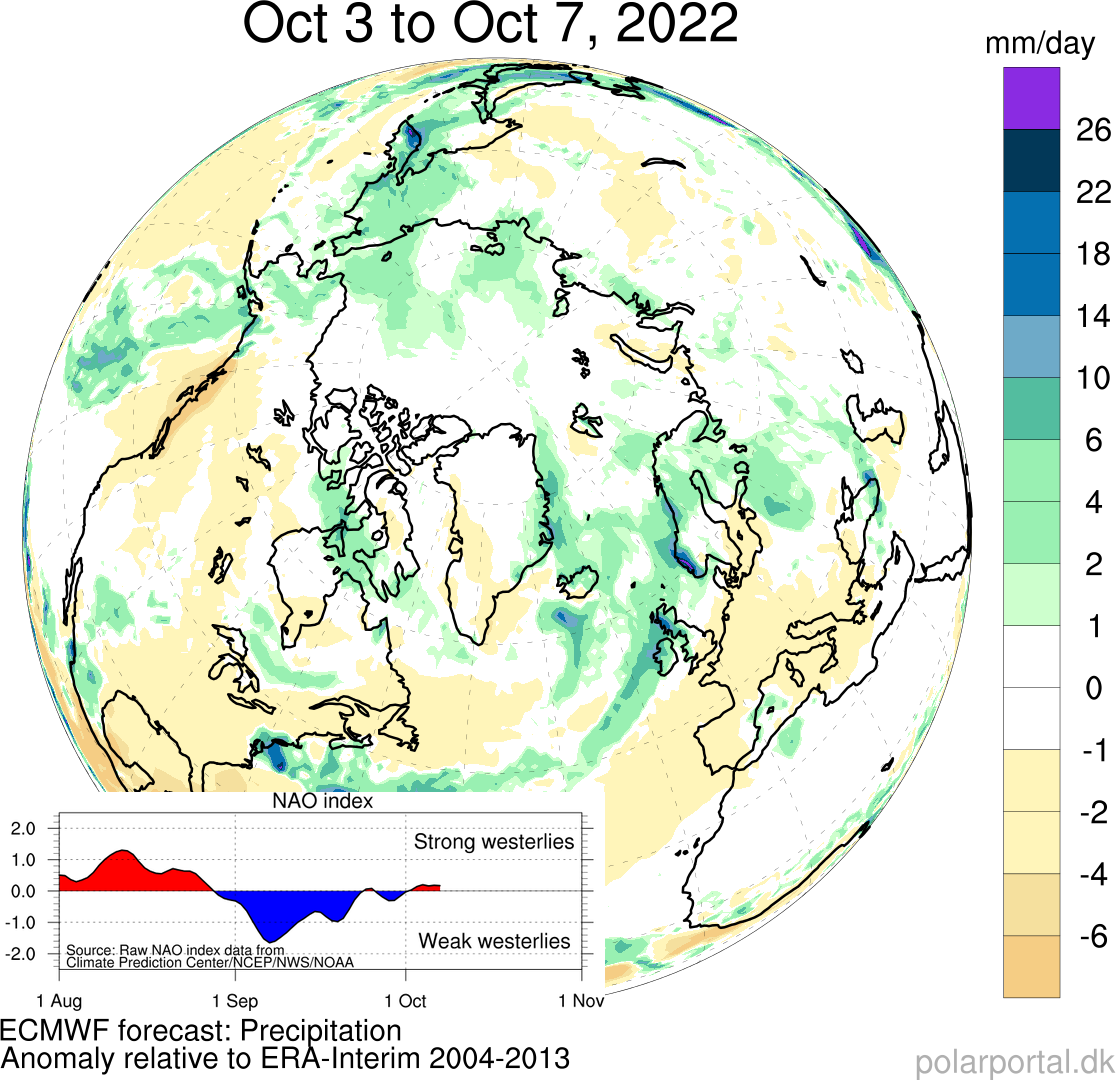 Oct 3 to Oct 7, 2022
mm/day
26
22
18
14
10
6
4
2
1
0
-1
-2
-4
-6
NAO index
2.0
1.0
0.0
-1.0
-2.0
Strong westerlies
Weak westerlies
Source: Raw NAO index data from
Climate Prediction Center/NCEP/NWS/NOAA
1 Aug 1 Sep 1 Oct 1 Nov
ECMWF forecast: Precipitation
Anomaly relative to ERA-Interim 2004-2013
polarportal.dk